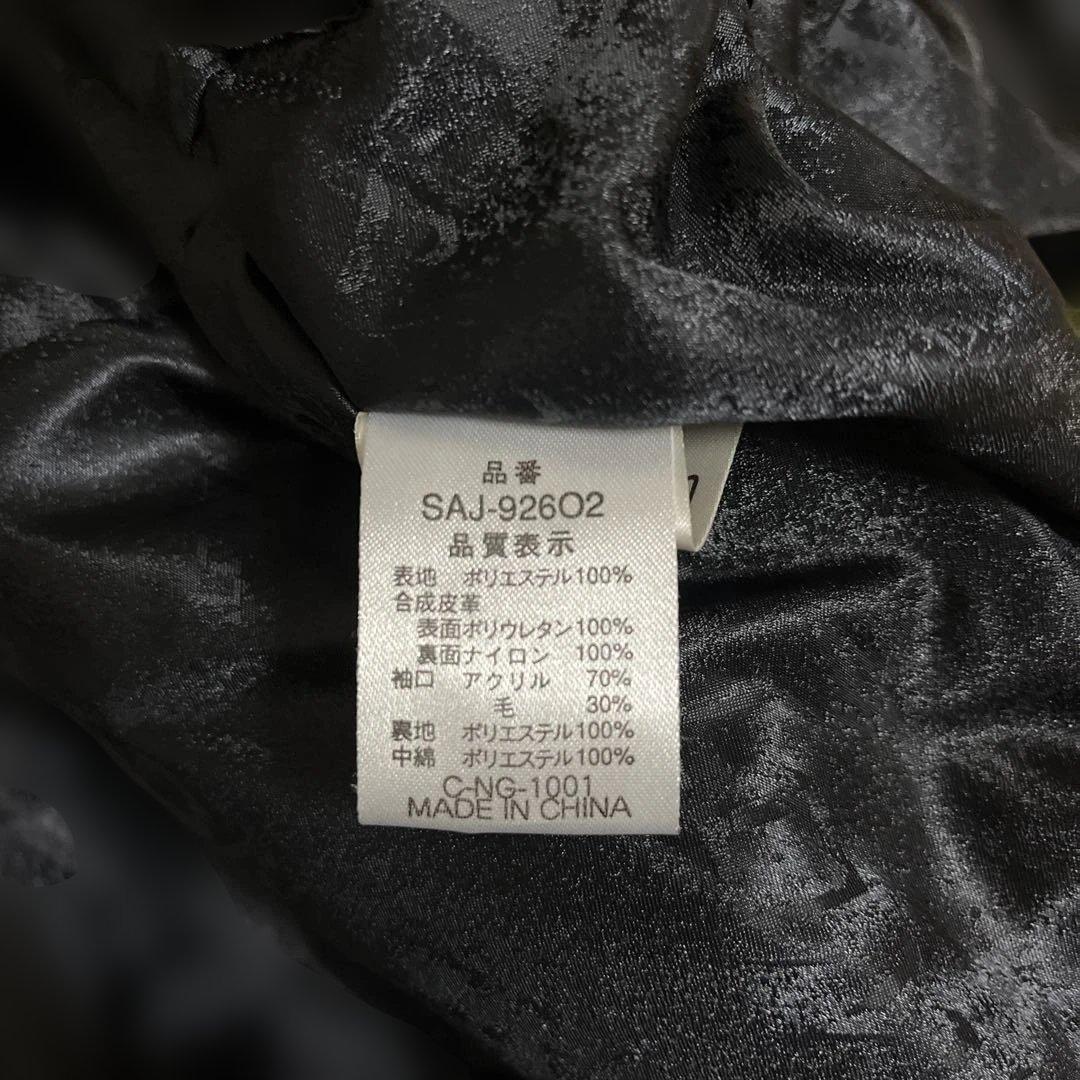 品番
SAJ-92602
品質表示
表地 ポリエステル100%
合成皮革
表面ポリウレタン100%
裏面ナイロン 100%
袖口 アクリル 70%
毛 30%
裏地 ポリエステル100%
中綿 ポリエステル100%
C-NG-1001
MADE IN CHINA